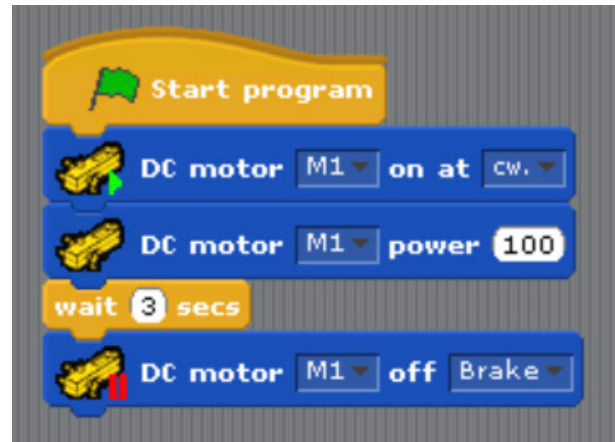 Start program
DC motor M1 on at cw.
DC motor M1 power 100
wait 3 secs
DC motor M1 off Brake